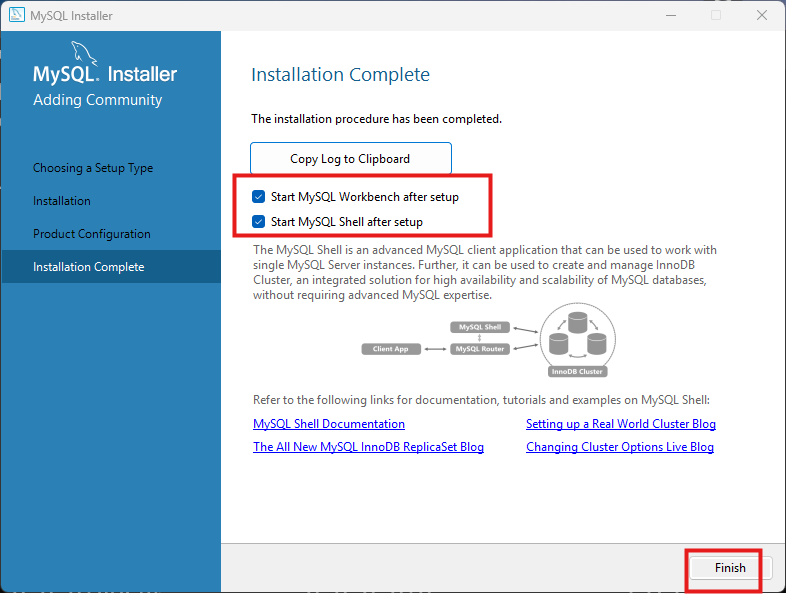 MySQL Installer
MySQL. Installer
Adding Community
Choosing a Setup Type
Installation
Product Configuration
Installation Complete
Installation Complete
The installation procedure has been completed.
Copy Log to Clipboard
Start MySQL Workbench after setup
Start MySQL Shell after setup
The MySQL Shell is an advanced MySQL client application that can be used to work with
single MySQL Server instances. Further, it can be used to create and manage InnoDB
Cluster, an integrated solution for high availability and scalability of MySQL databases,
without requiring advanced MySQL expertise.
MySQL Shell
Client App
MySQL Router
InnoDB Cluster
Refer to the following links for documentation, tutorials and examples on MySQL Shell:
MySQL Shell Documentation
Setting up a Real World Cluster Blog
The All New MySQL InnoDB ReplicaSet Blog
Changing Cluster Options Live Blog
Finish